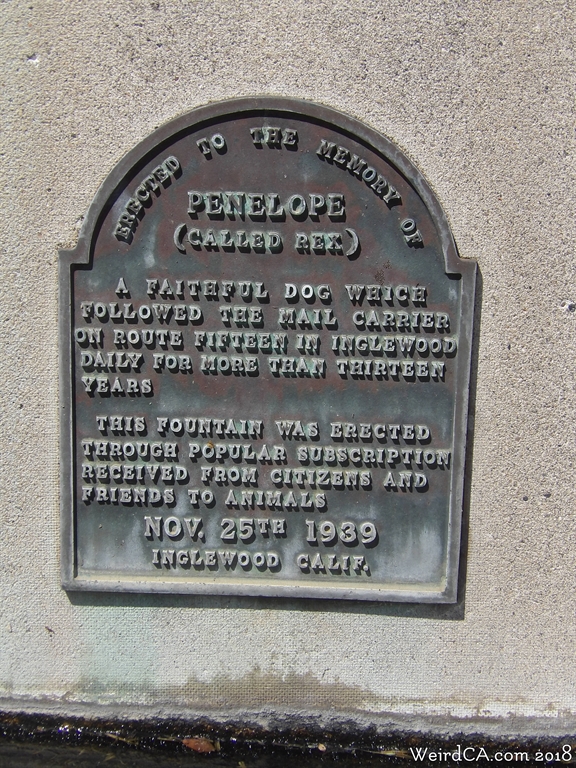 ERECTED TO THE MEMORY OF
PENELOPE
(CALLED REX)
A FAITHFUL DOG WHICH
FOLLOWED THE MAIL CARRIER
ON ROUTE FIFTEEN IN INGLEWOOD
DAILY FOR MORE THAN THIRTEEN
YEARS
THIS FOUNTAIN WAS ERECTED
THROUGH POPULAR SUBSCRIPTION
RECEIVED FROM CITIZENS AND
FRIENDS TO ANIMALS
NOV. 25TH 1939
INGLEWOOD CALIF.
WeirdCA.com 2018